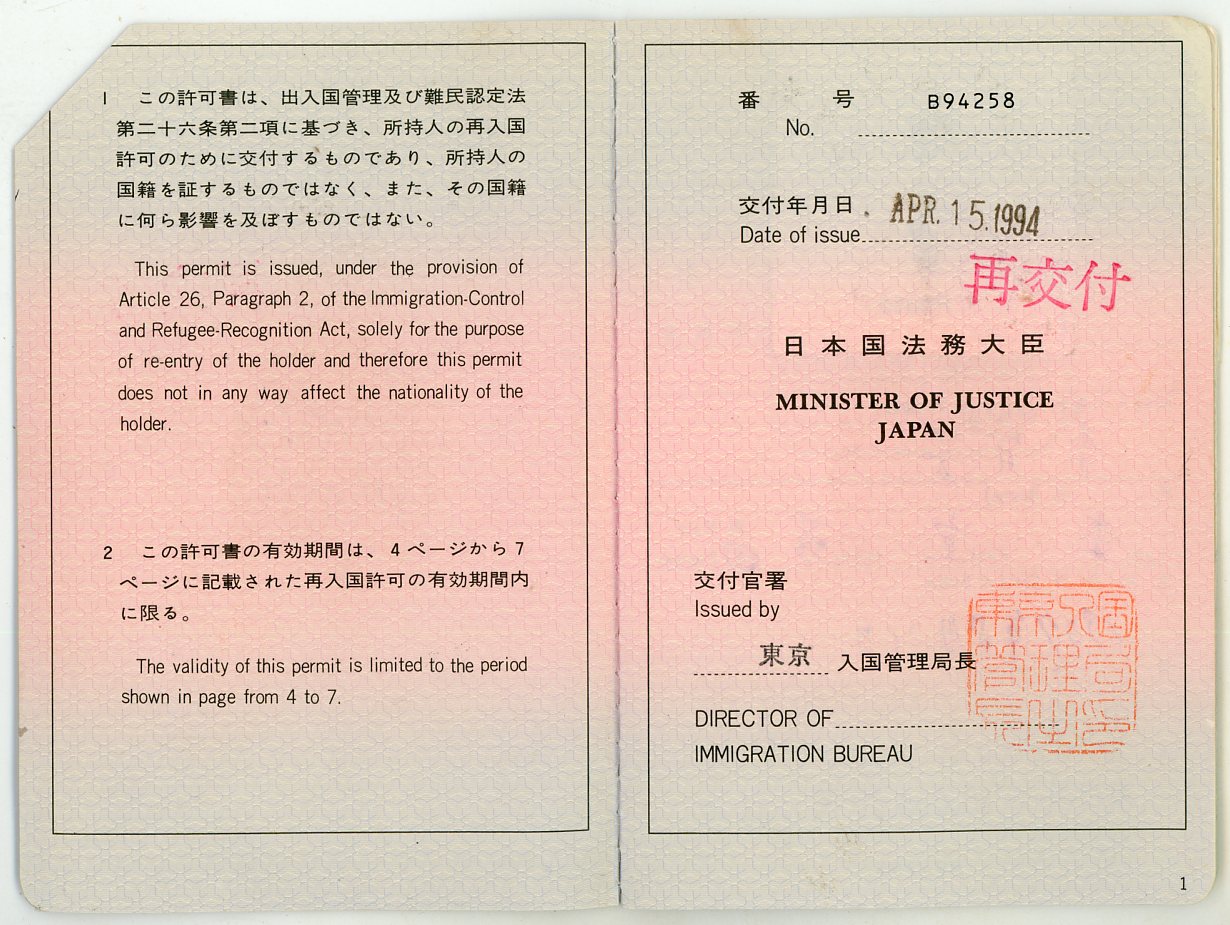 1 この許可書は、出入国管理及び難民認定法
第二十六条第二項に基づき、所持人の再入国
許可のために交付するものであり、所持人の
国籍を証するものではなく、また、その国籍
に何ら影響を及ぼすものではない。
This permit is issued, under the provision of
Article 26, Paragraph 2, of the Immigration-Control
and Refugee-Recognition Act, solely for the purpose
of re-entry of the holder and therefore this permit
does not in any way affect the nationality of the
holder.
2 この許可書の有効期間は、4ページから7
ページに記載された再入国許可の有効期間内
に限る。
The validity of this permit is limited to the period
shown in page from 4 to 7.
番 号 B94258
No.
交付年月日 APR. 15. 1994
Date of issue
再交付
日本国法務大臣
MINISTER OF JUSTICE
JAPAN
交付官署
Issued by
東京 入国管理局長
DIRECTOR OF
IMMIGRATION BUREAU
東京入国
管理局
長之印
1